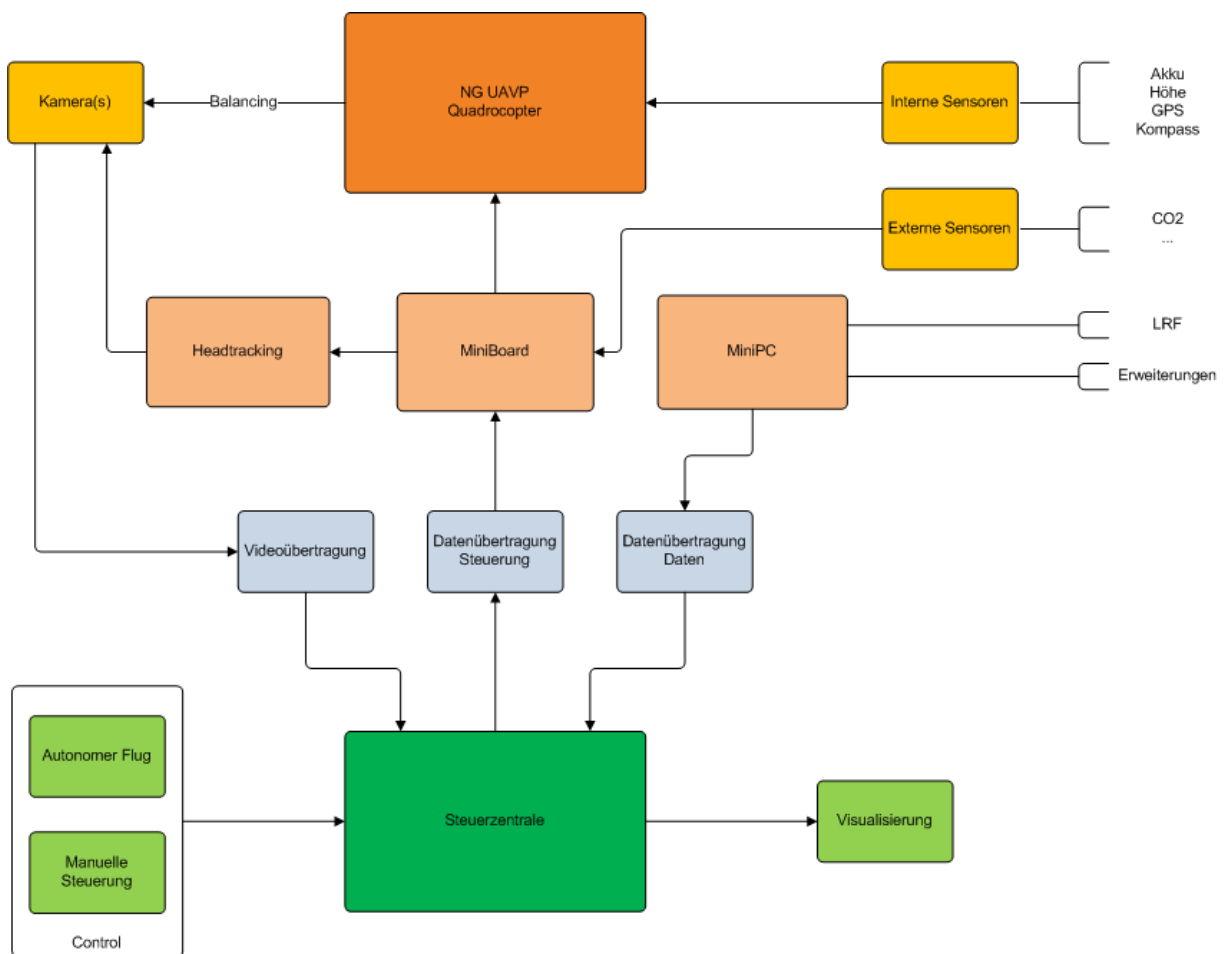 Kamera(s)
Balancing
NG UAVP
Quadrocopter
Interne Sensoren
Akku
Höhe
GPS
Kompass
Externe Sensoren
CO2
...
Headtracking
MiniBoard
MiniPC
LRF
Erweiterungen
Videoübertragung
Datenübertragung
Steuerung
Datenübertragung
Daten
Autonomer Flug
Manuelle
Steuerung
Control
Steuerzentrale
Visualisierung